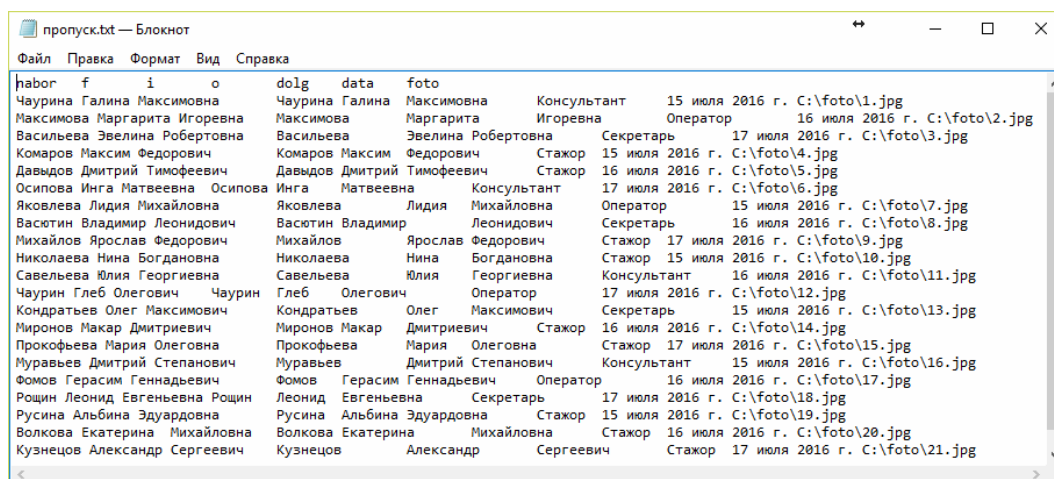 пропуск.txt — Блокнот
Файл Правка Формат Вид Справка
nabor f i o dolg data foto
Чаурина Галина Максимовна Чаурина Галина Максимовна Консультант 15 июля 2016 г. C:\foto\1.jpg
Максимова Маргарита Игоревна Максимова Маргарита Игоревна Оператор 16 июля 2016 г. C:\foto\2.jpg
Васильева Эвелина Робертовна Васильева Эвелина Робертовна Секретарь 17 июля 2016 г. C:\foto\3.jpg
Комаров Максим Федорович Комаров Максим Федорович Стажор 15 июля 2016 г. C:\foto\4.jpg
Давыдов Дмитрий Тимофеевич Давыдов Дмитрий Тимофеевич Стажор 16 июля 2016 г. C:\foto\5.jpg
Осипова Инга Матвеевна Осипова Инга Матвеевна Консультант 17 июля 2016 г. C:\foto\6.jpg
Яковлева Лидия Михайловна Яковлева Лидия Михайловна Оператор 15 июля 2016 г. C:\foto\7.jpg
Васютин Владимир Леонидович Васютин Владимир Леонидович Секретарь 16 июля 2016 г. C:\foto\8.jpg
Михайлов Ярослав Федорович Михайлов Ярослав Федорович Стажор 17 июля 2016 г. C:\foto\9.jpg
Николаева Нина Богдановна Николаева Нина Богдановна Стажор 15 июля 2016 г. C:\foto\10.jpg
Савельева Юлия Георгиевна Савельева Юлия Георгиевна Консультант 16 июля 2016 г. C:\foto\11.jpg
Чаурин Глеб Олегович Чаурин Глеб Олегович Оператор 17 июля 2016 г. C:\foto\12.jpg
Кондратьев Олег Максимович Кондратьев Олег Максимович Секретарь 15 июля 2016 г. C:\foto\13.jpg
Миронов Макар Дмитриевич Миронов Макар Дмитриевич Стажор 16 июля 2016 г. C:\foto\14.jpg
Прокофьева Мария Олеговна Прокофьева Мария Олеговна Стажор 17 июля 2016 г. C:\foto\15.jpg
Муравьев Дмитрий Степанович Муравьев Дмитрий Степанович Консультант 15 июля 2016 г. C:\foto\16.jpg
Фомов Герасим Геннадьевич Фомов Герасим Геннадьевич Оператор 16 июля 2016 г. C:\foto\17.jpg
Рощин Леонид Евгеньевна Рощин Леонид Евгеньевна Секретарь 17 июля 2016 г. C:\foto\18.jpg
Русина Альбина Эдуардовна Русина Альбина Эдуардовна Стажор 15 июля 2016 г. C:\foto\19.jpg
Волкова Екатерина Михайловна Волкова Екатерина Михайловна Стажор 16 июля 2016 г. C:\foto\20.jpg
Кузнецов Александр Сергеевич Кузнецов Александр Сергеевич Стажор 17 июля 2016 г. C:\foto\21.jpg